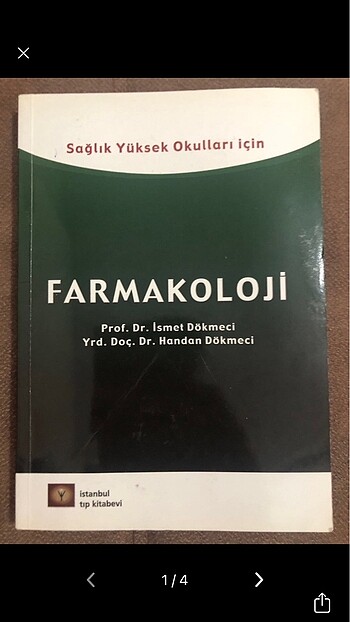 Sağlık Yüksek Okulları için
FARMAKOLOJİ
Prof. Dr. İsmet Dökmeci
Yrd. Doç. Dr. Handan Dökmeci
istanbul
tıp kitabevi
1/4